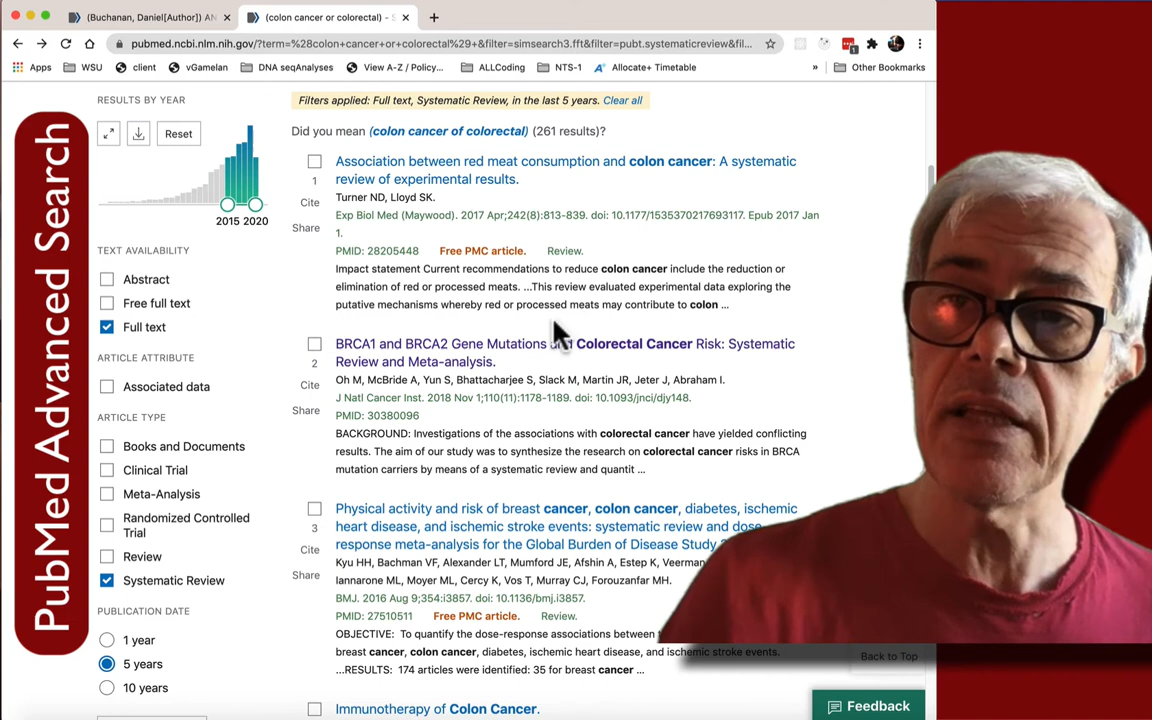 (Buchanan, Daniel[Author]) AN
(colon cancer or colorectal) - S
pubmed.ncbi.nlm.nih.gov/?term=%28colon+cancer+or+colorectal%29+&filter=simsearch3.fft&filter=pubt.systematicreview&fil...
1
Apps
WSU
client
vGamelan
DNA seqAnalyses
View A-Z / Policy...
ALLCoding
NTS-1
Allocate+ Timetable
»
Other Bookmarks
PubMed Advanced Search
RESULTS BY YEAR
Reset
2015 2020
TEXT AVAILABILITY
Abstract
Free full text
Full text
ARTICLE ATTRIBUTE
Associated data
ARTICLE TYPE
Books and Documents
Clinical Trial
Meta-Analysis
Randomized Controlled
Trial
Review
Systematic Review
PUBLICATION DATE
1 year
5 years
10 years
Filters applied: Full text, Systematic Review, in the last 5 years. Clear all
Did you mean (colon cancer of colorectal) (261 results)?
1
Cite
Share
Association between red meat consumption and colon cancer: A systematic
review of experimental results.
Turner ND, Lloyd SK.
Exp Biol Med (Maywood). 2017 Apr;242(8):813-839. doi: 10.1177/1535370217693117. Epub 2017 Jan
1.
PMID: 28205448 Free PMC article. Review.
Impact statement Current recommendations to reduce colon cancer include the reduction or
elimination of red or processed meats. ...This review evaluated experimental data exploring the
putative mechanisms whereby red or processed meats may contribute to colon ...
2
Cite
Share
BRCA1 and BRCA2 Gene Mutations and Colorectal Cancer Risk: Systematic
Review and Meta-analysis.
Oh M, McBride A, Yun S, Bhattacharjee S, Slack M, Martin JR, Jeter J, Abraham I.
J Natl Cancer Inst. 2018 Nov 1;110(11):1178-1189. doi: 10.1093/jnci/djy148.
PMID: 30380096
BACKGROUND: Investigations of the associations with colorectal cancer have yielded conflicting
results. The aim of our study was to synthesize the research on colorectal cancer risks in BRCA
mutation carriers by means of a systematic review and quantit ...
3
Cite
Share
Physical activity and risk of breast cancer, colon cancer, diabetes, ischemic
heart disease, and ischemic stroke events: systematic review and dose-
response meta-analysis for the Global Burden of Disease Study
Kyu HH, Bachman VF, Alexander LT, Mumford JE, Afshin A, Estep K, Veerman
Iannarone ML, Moyer ML, Cercy K, Vos T, Murray CJ, Forouzanfar MH.
BMJ. 2016 Aug 9;354:i3857. doi: 10.1136/bmj.i3857.
PMID: 27510511 Free PMC article. Review.
OBJECTIVE: To quantify the dose-response associations between
breast cancer, colon cancer, diabetes, ischemic heart disease, and ischemic stroke events.
...RESULTS: 174 articles were identified: 35 for breast cancer ...
Immunotherapy of Colon Cancer.
Back to Top
Feedback